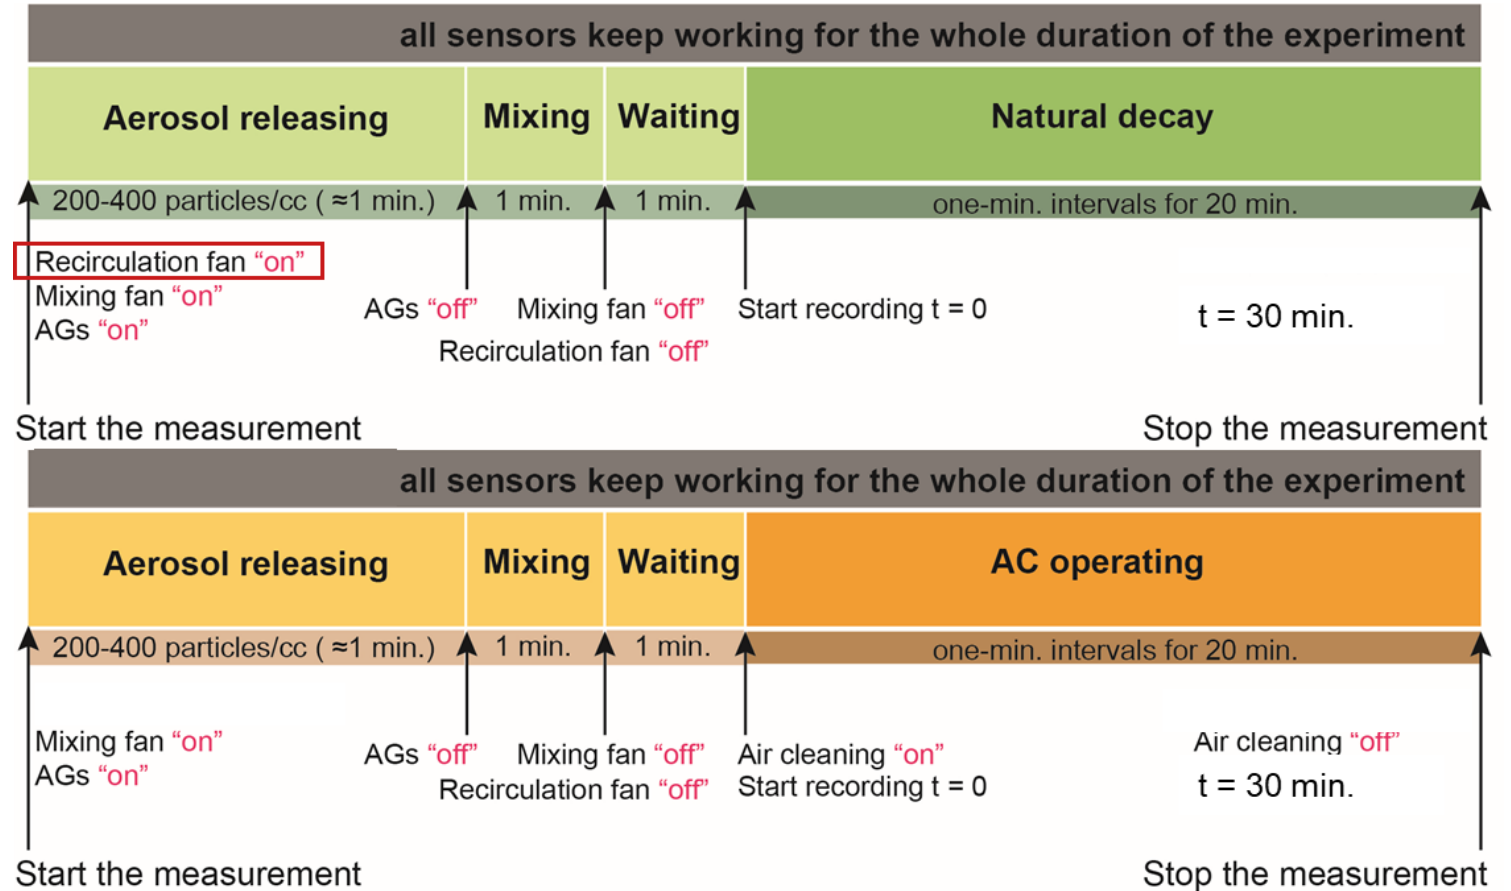 all sensors keep working for the whole duration of the experiment
Aerosol releasing
Mixing
Waiting
Natural decay
200-400 particles/cc ( ≈1 min.)
1 min.
1 min.
one-min. intervals for 20 min.
Recirculation fan “on”
Mixing fan “on”
AGs “on”
AGs “off”
Mixing fan “off”
Recirculation fan “off”
Start recording t = 0
t = 30 min.
Start the measurement
Stop the measurement
all sensors keep working for the whole duration of the experiment
Aerosol releasing
Mixing
Waiting
AC operating
200-400 particles/cc ( ≈1 min.)
1 min.
1 min.
one-min. intervals for 20 min.
Mixing fan “on”
AGs “on”
AGs “off”
Mixing fan “off”
Recirculation fan “off”
Air cleaning “on”
Start recording t = 0
Air cleaning “off”
t = 30 min.
Start the measurement
Stop the measurement